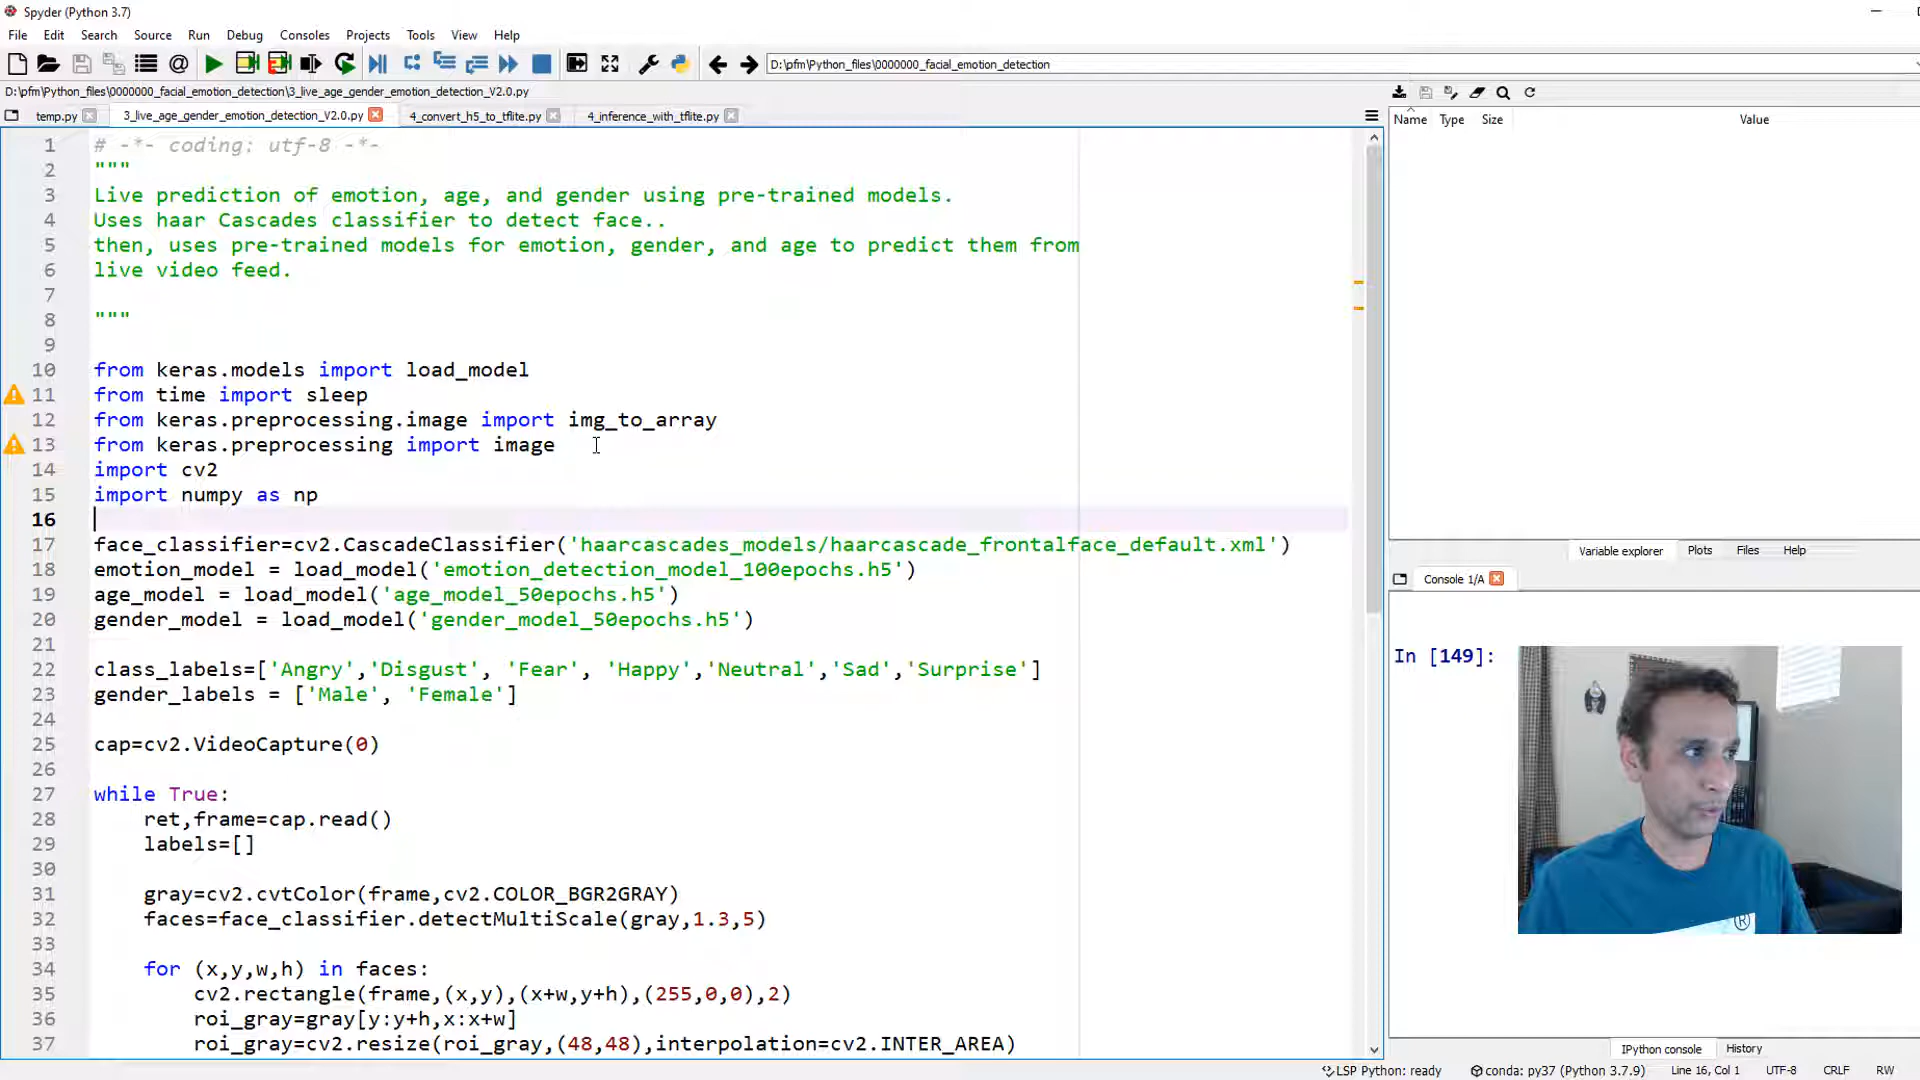 Spyder (Python 3.7)
File Edit Search Source Run Debug Consoles Projects Tools View Help
D:\pfm\Python_files\0000000_facial_emotion_detection
D:\pfm\Python_files\0000000_facial_emotion_detection\3_live_age_gender_emotion_detection_V2.0.py
temp.py 3_live_age_gender_emotion_detection_V2.0.py 4_convert_h5_to_tflite.py 4_inference_with_tflite.py
1 # -*- coding: utf-8 -*-
2 """
3 Live prediction of emotion, age, and gender using pre-trained models.
4 Uses haar Cascades classifier to detect face..
5 then, uses pre-trained models for emotion, gender, and age to predict them from
6 live video feed.
7
8 """
9
10 from keras.models import load_model
11 from time import sleep
12 from keras.preprocessing.image import img_to_array
13 from keras.preprocessing import image
14 import cv2
15 import numpy as np
16
17 face_classifier=cv2.CascadeClassifier('haarcascades_models/haarcascade_frontalface_default.xml')
18 emotion_model = load_model('emotion_detection_model_100epochs.h5')
19 age_model = load_model('age_model_50epochs.h5')
20 gender_model = load_model('gender_model_50epochs.h5')
21
22 class_labels=['Angry','Disgust', 'Fear', 'Happy','Neutral','Sad','Surprise']
23 gender_labels = ['Male', 'Female']
24
25 cap=cv2.VideoCapture(0)
26
27 while True:
28 ret,frame=cap.read()
29 labels=[]
30
31 gray=cv2.cvtColor(frame,cv2.COLOR_BGR2GRAY)
32 faces=face_classifier.detectMultiScale(gray,1.3,5)
33
34 for (x,y,w,h) in faces:
35 cv2.rectangle(frame,(x,y),(x+w,y+h),(255,0,0),2)
36 roi_gray=gray[y:y+h,x:x+w]
37 roi_gray=cv2.resize(roi_gray,(48,48),interpolation=cv2.INTER_AREA)
Name Type Size Value
Variable explorer Plots Files Help
Console 1/A
In [149]:
®
IPython console History
LSP Python: ready conda: py37 (Python 3.7.9) Line 16, Col 1 UTF-8 CRLF RW